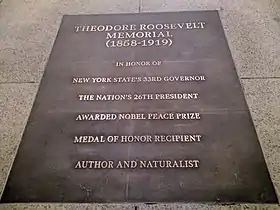 THEODORE ROOSEVELT
MEMORIAL
(1858-1919)
IN HONOR OF
NEW YORK STATE'S 33RD GOVERNOR
THE NATION'S 26TH PRESIDENT
AWARDED NOBEL PEACE PRIZE
MEDAL OF HONOR RECIPIENT
AUTHOR AND NATURALIST